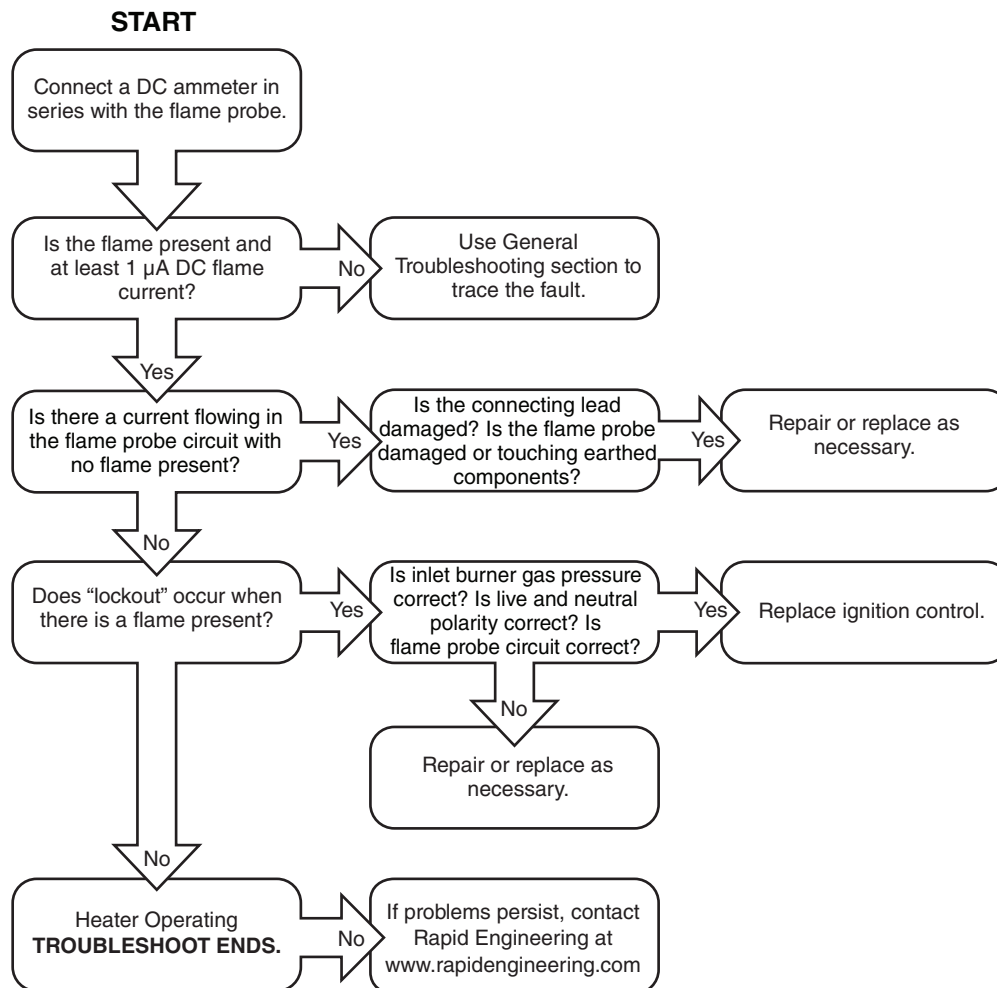 START
Connect a DC ammeter in
series with the flame probe.
Is the flame present and
at least 1 µA DC flame
current?
No
Use General
Troubleshooting section to
trace the fault.
Yes
Is there a current flowing in
the flame probe circuit with
no flame present?
Yes
Is the connecting lead
damaged? Is the flame probe
damaged or touching earthed
components?
Yes
Repair or replace as
necessary.
No
Does “lockout” occur when
there is a flame present?
Yes
Is inlet burner gas pressure
correct? Is live and neutral
polarity correct? Is
flame probe circuit correct?
Yes
Replace ignition control.
No
Repair or replace as
necessary.
No
Heater Operating
TROUBLESHOOT ENDS.
No
If problems persist, contact
Rapid Engineering at
www.rapidengineering.com